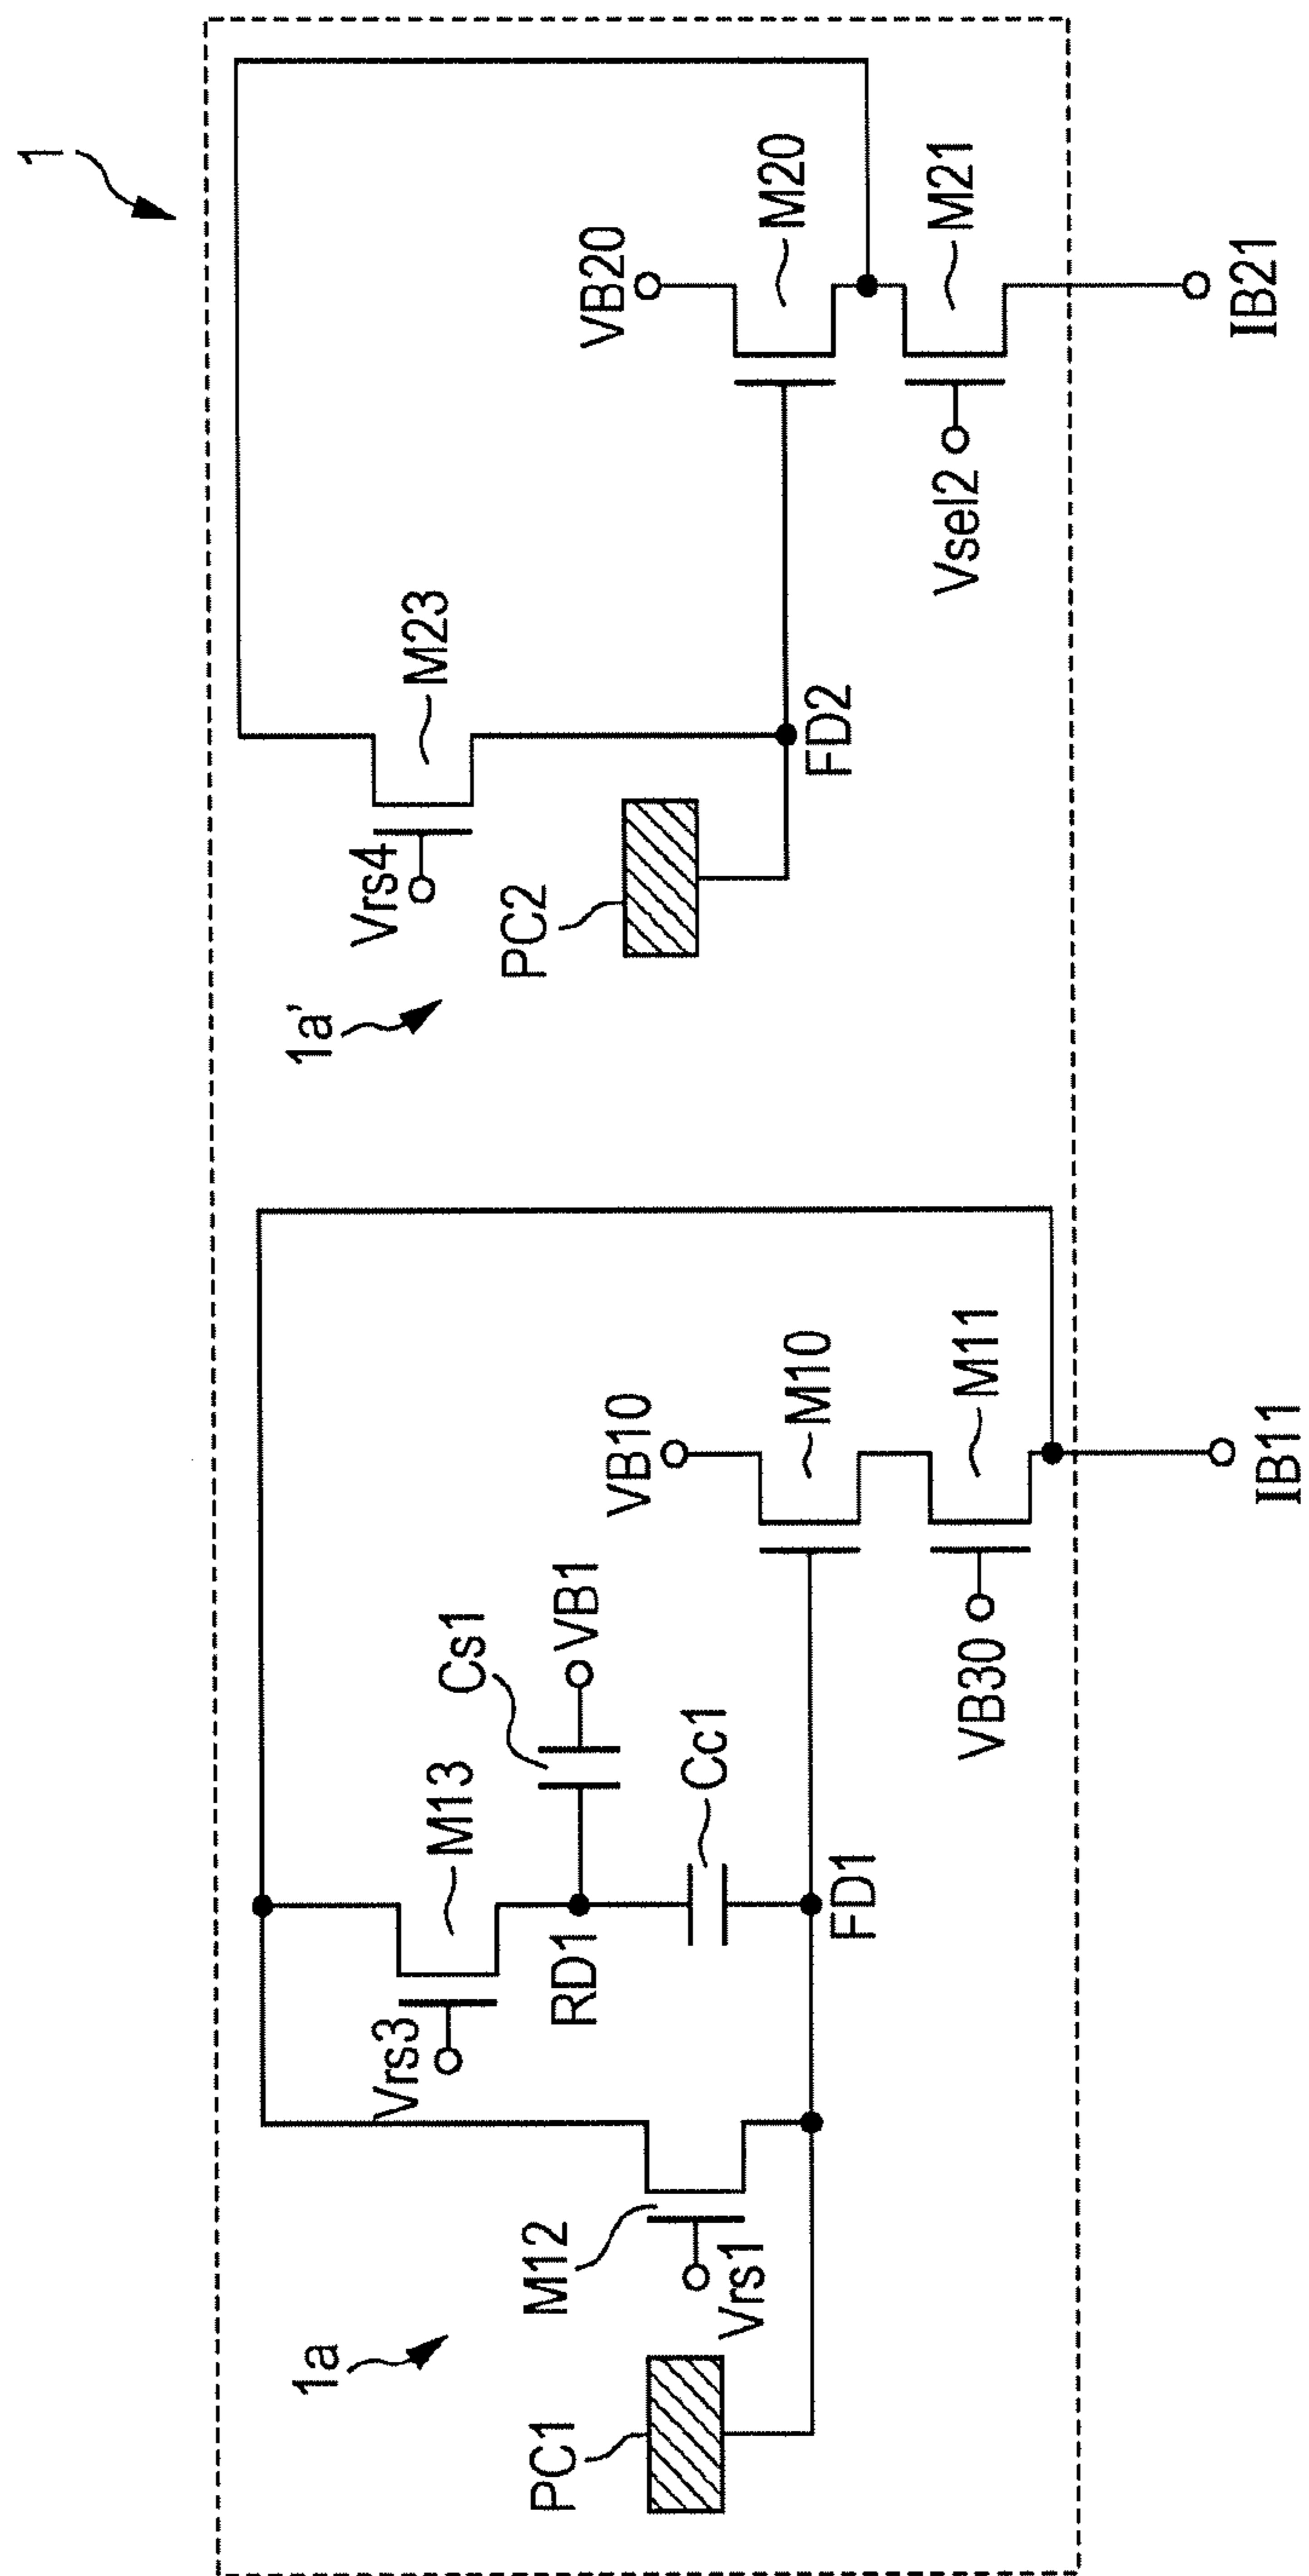 1
1a
PC1
M12
Vrs1
Vrs3
M13
RD1
Cs1
VB1
Cc1
FD1
VB10
M10
M11
VB30
IB11
1a'
PC2
Vrs4
M23
FD2
VB20
M20
M21
Vsel2
IB21